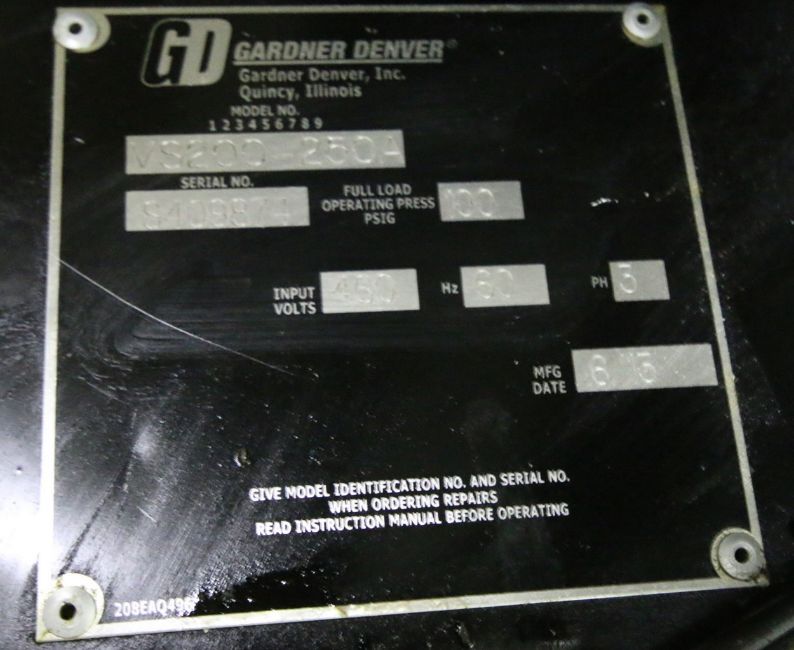 GD GARDNER DENVER®
Gardner Denver, Inc.
Quincy, Illinois
MODEL NO.
1 2 3 4 5 6 7 8 9
VS200-250A
SERIAL NO.
S409874
FULL LOAD
OPERATING PRESS
PSIG
100
INPUT
VOLTS
460
Hz
60
PH
3
MFG
DATE
GIVE MODEL IDENTIFICATION NO. AND SERIAL NO.
WHEN ORDERING REPAIRS
READ INSTRUCTION MANUAL BEFORE OPERATING
208EAQ496